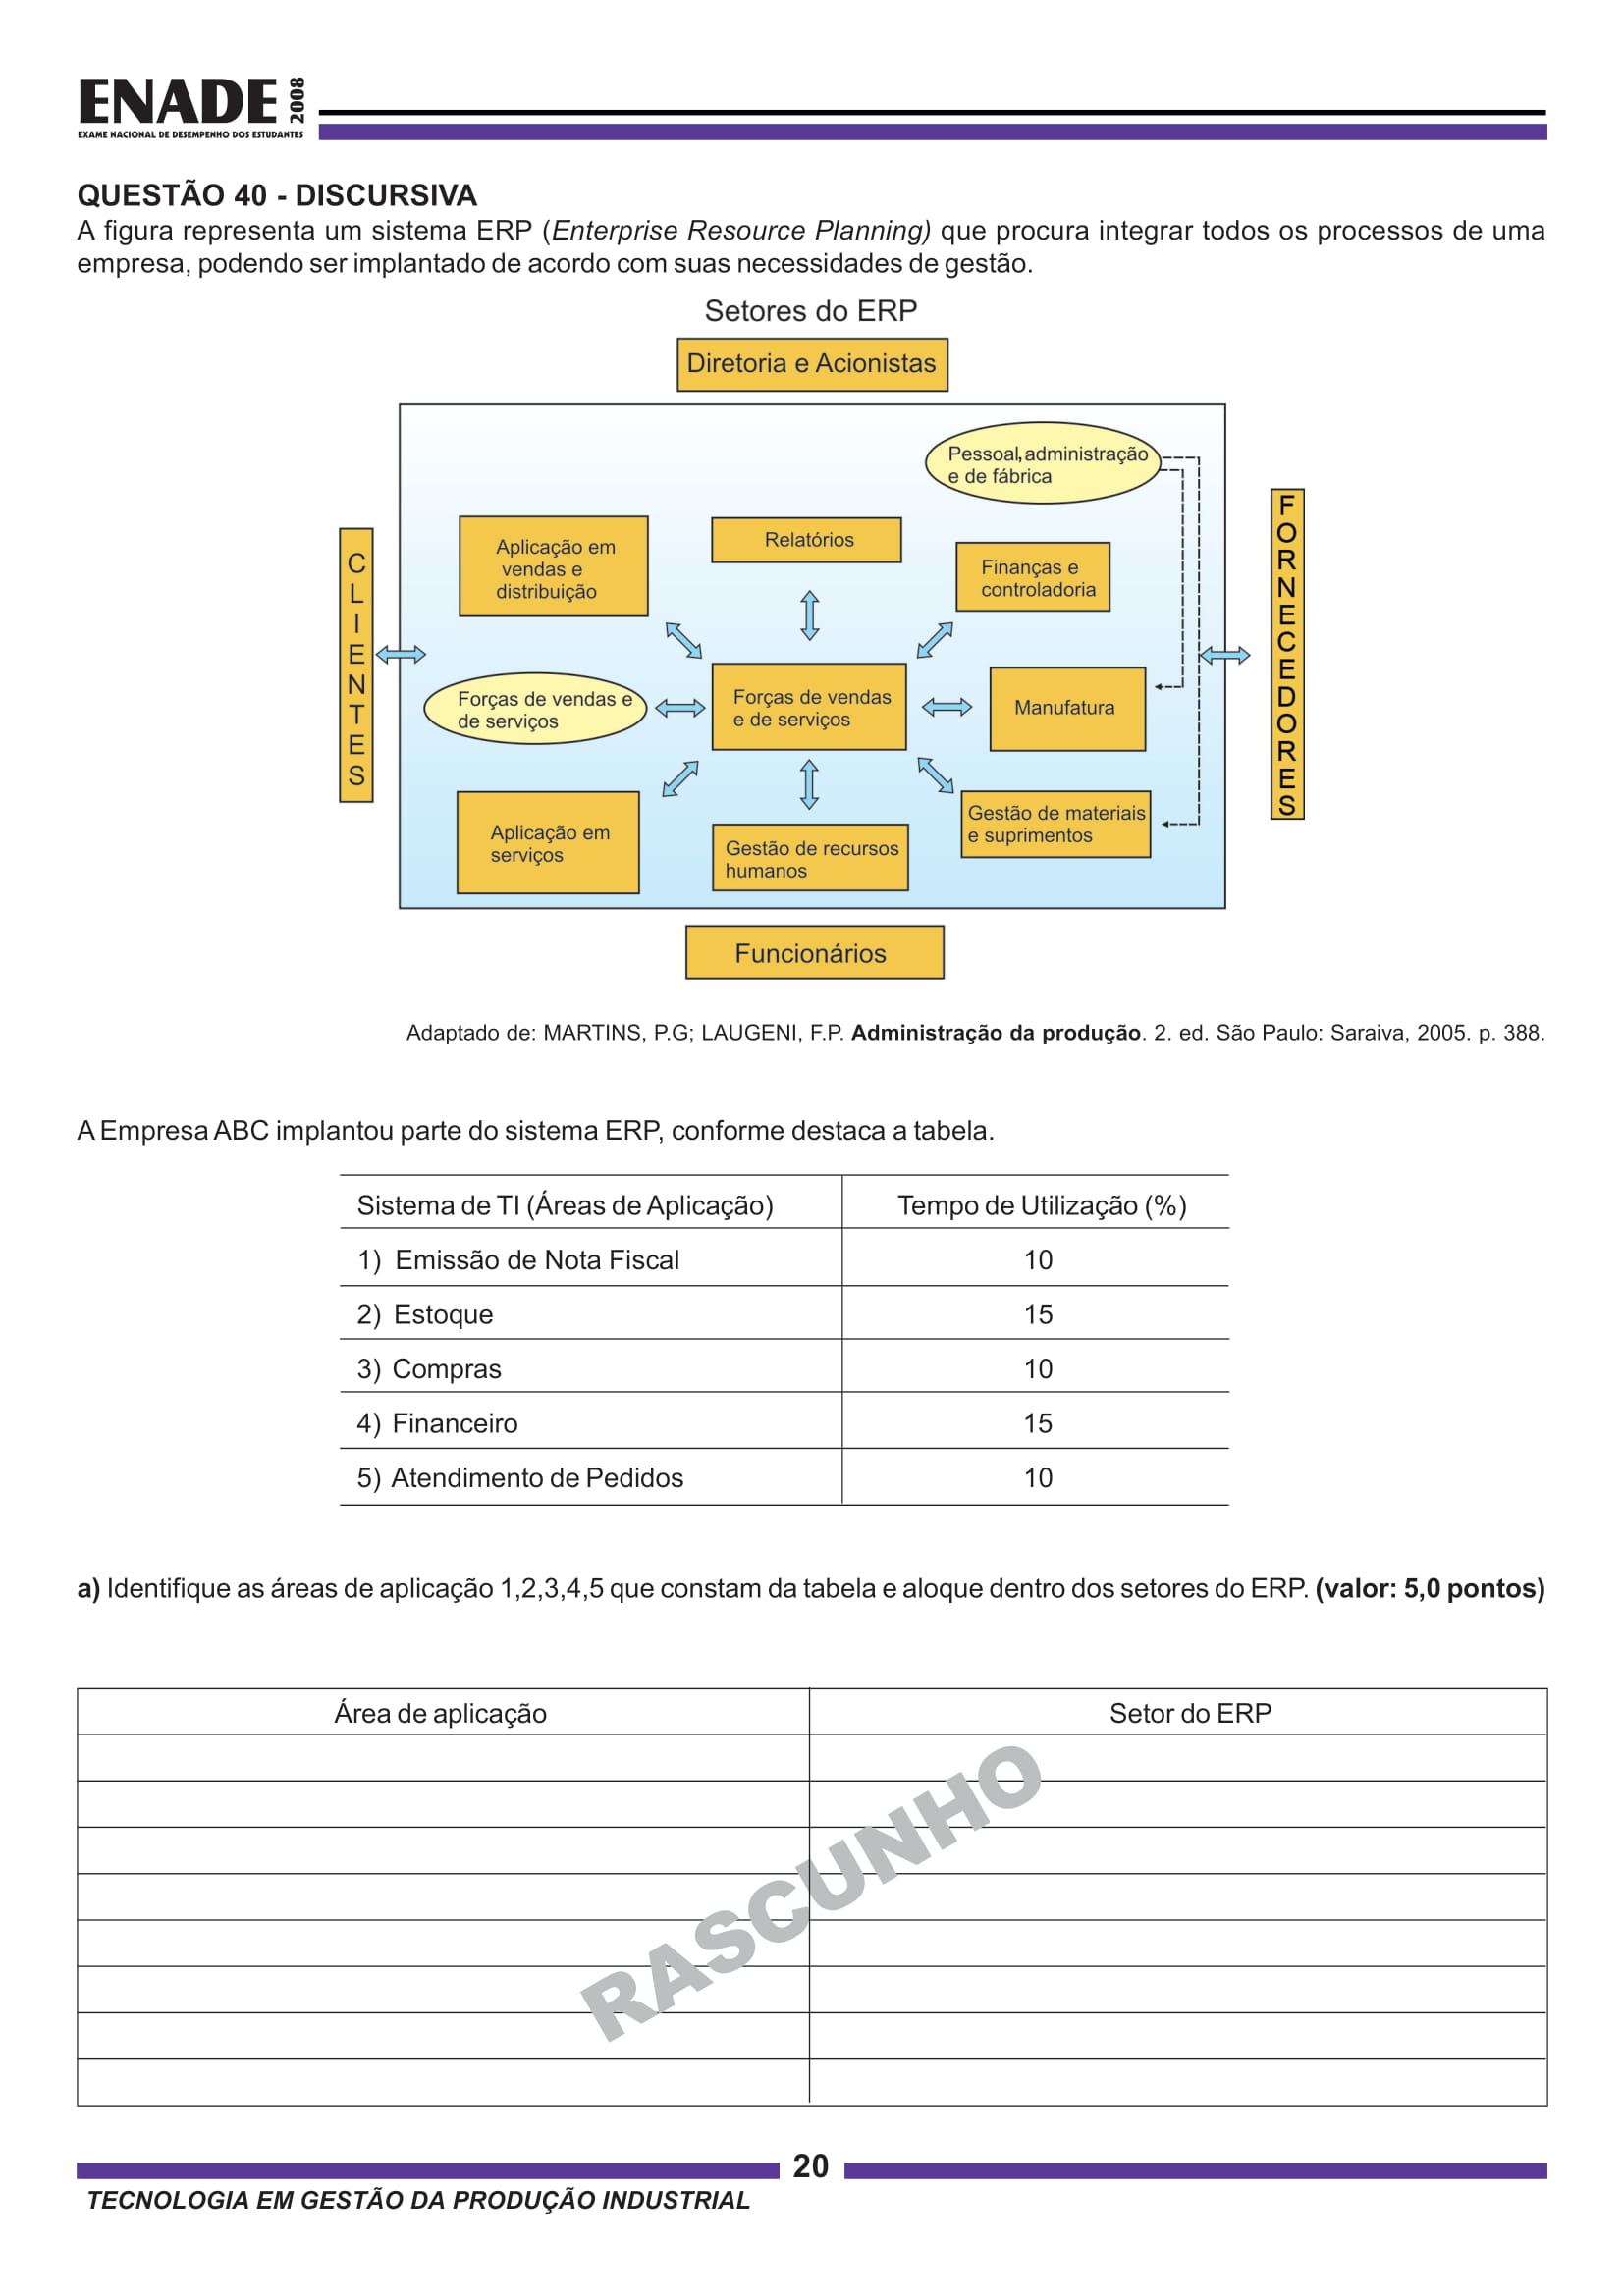 ENADE 2008
EXAME NACIONAL DE DESEMPENHO DOS ESTUDANTES
QUESTÃO 40 - DISCURSIVA
A figura representa um sistema ERP (Enterprise Resource Planning) que procura integrar todos os processos de uma
empresa, podendo ser implantado de acordo com suas necessidades de gestão.
Setores do ERP
Diretoria e Acionistas
Pessoal, administração
e de fábrica
Aplicação em
vendas e
distribuição
Relatórios
Finanças e
controladoria
CLIENTES
FORNECEDORES
Forças de vendas e
de serviços
Forças de vendas
e de serviços
Manufatura
Aplicação em
serviços
Gestão de recursos
humanos
Gestão de materiais
e suprimentos
Funcionários
Adaptado de: MARTINS, P.G; LAUGENI, F.P. Administração da produção. 2. ed. São Paulo: Saraiva, 2005. p. 388.
A Empresa ABC implantou parte do sistema ERP, conforme destaca a tabela.
Sistema de TI (Áreas de Aplicação) Tempo de Utilização (%)
1) Emissão de Nota Fiscal 10
2) Estoque 15
3) Compras 10
4) Financeiro 15
5) Atendimento de Pedidos 10
a) Identifique as áreas de aplicação 1,2,3,4,5 que constam da tabela e aloque dentro dos setores do ERP. (valor: 5,0 pontos)
Área de aplicação Setor do ERP
RASCUNHO
20
TECNOLOGIA EM GESTÃO DA PRODUÇÃO INDUSTRIAL